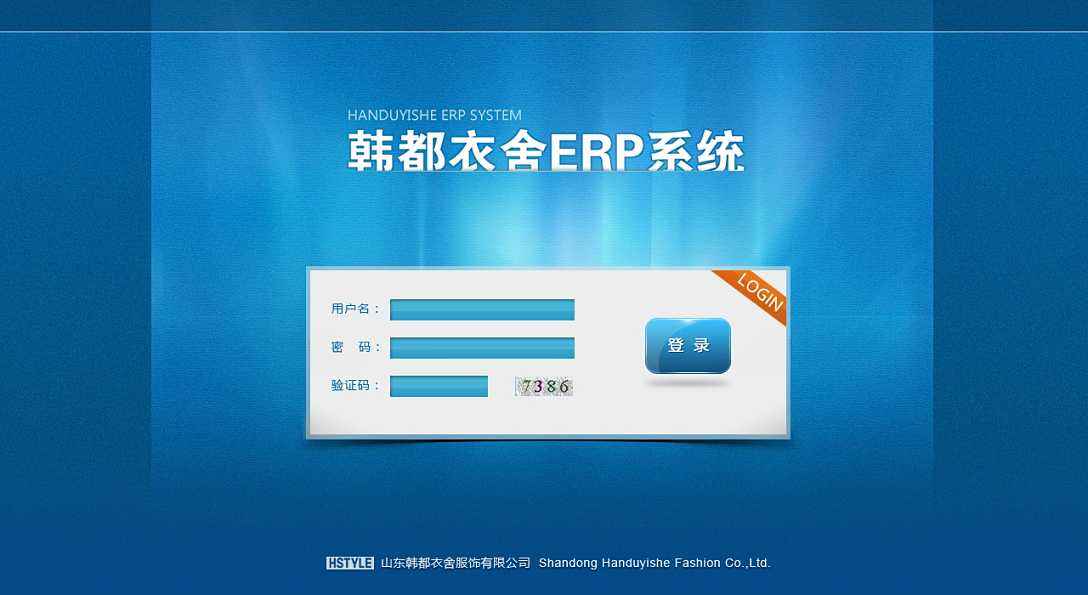 HANDUYISHE ERP SYSTEM
韩都衣舍ERP系统
LOGIN
用户名：
密 码：
登 录
验证码：
7386
HSTYLE 山东韩都衣舍服饰有限公司 Shandong Handuyishe Fashion Co.,Ltd.